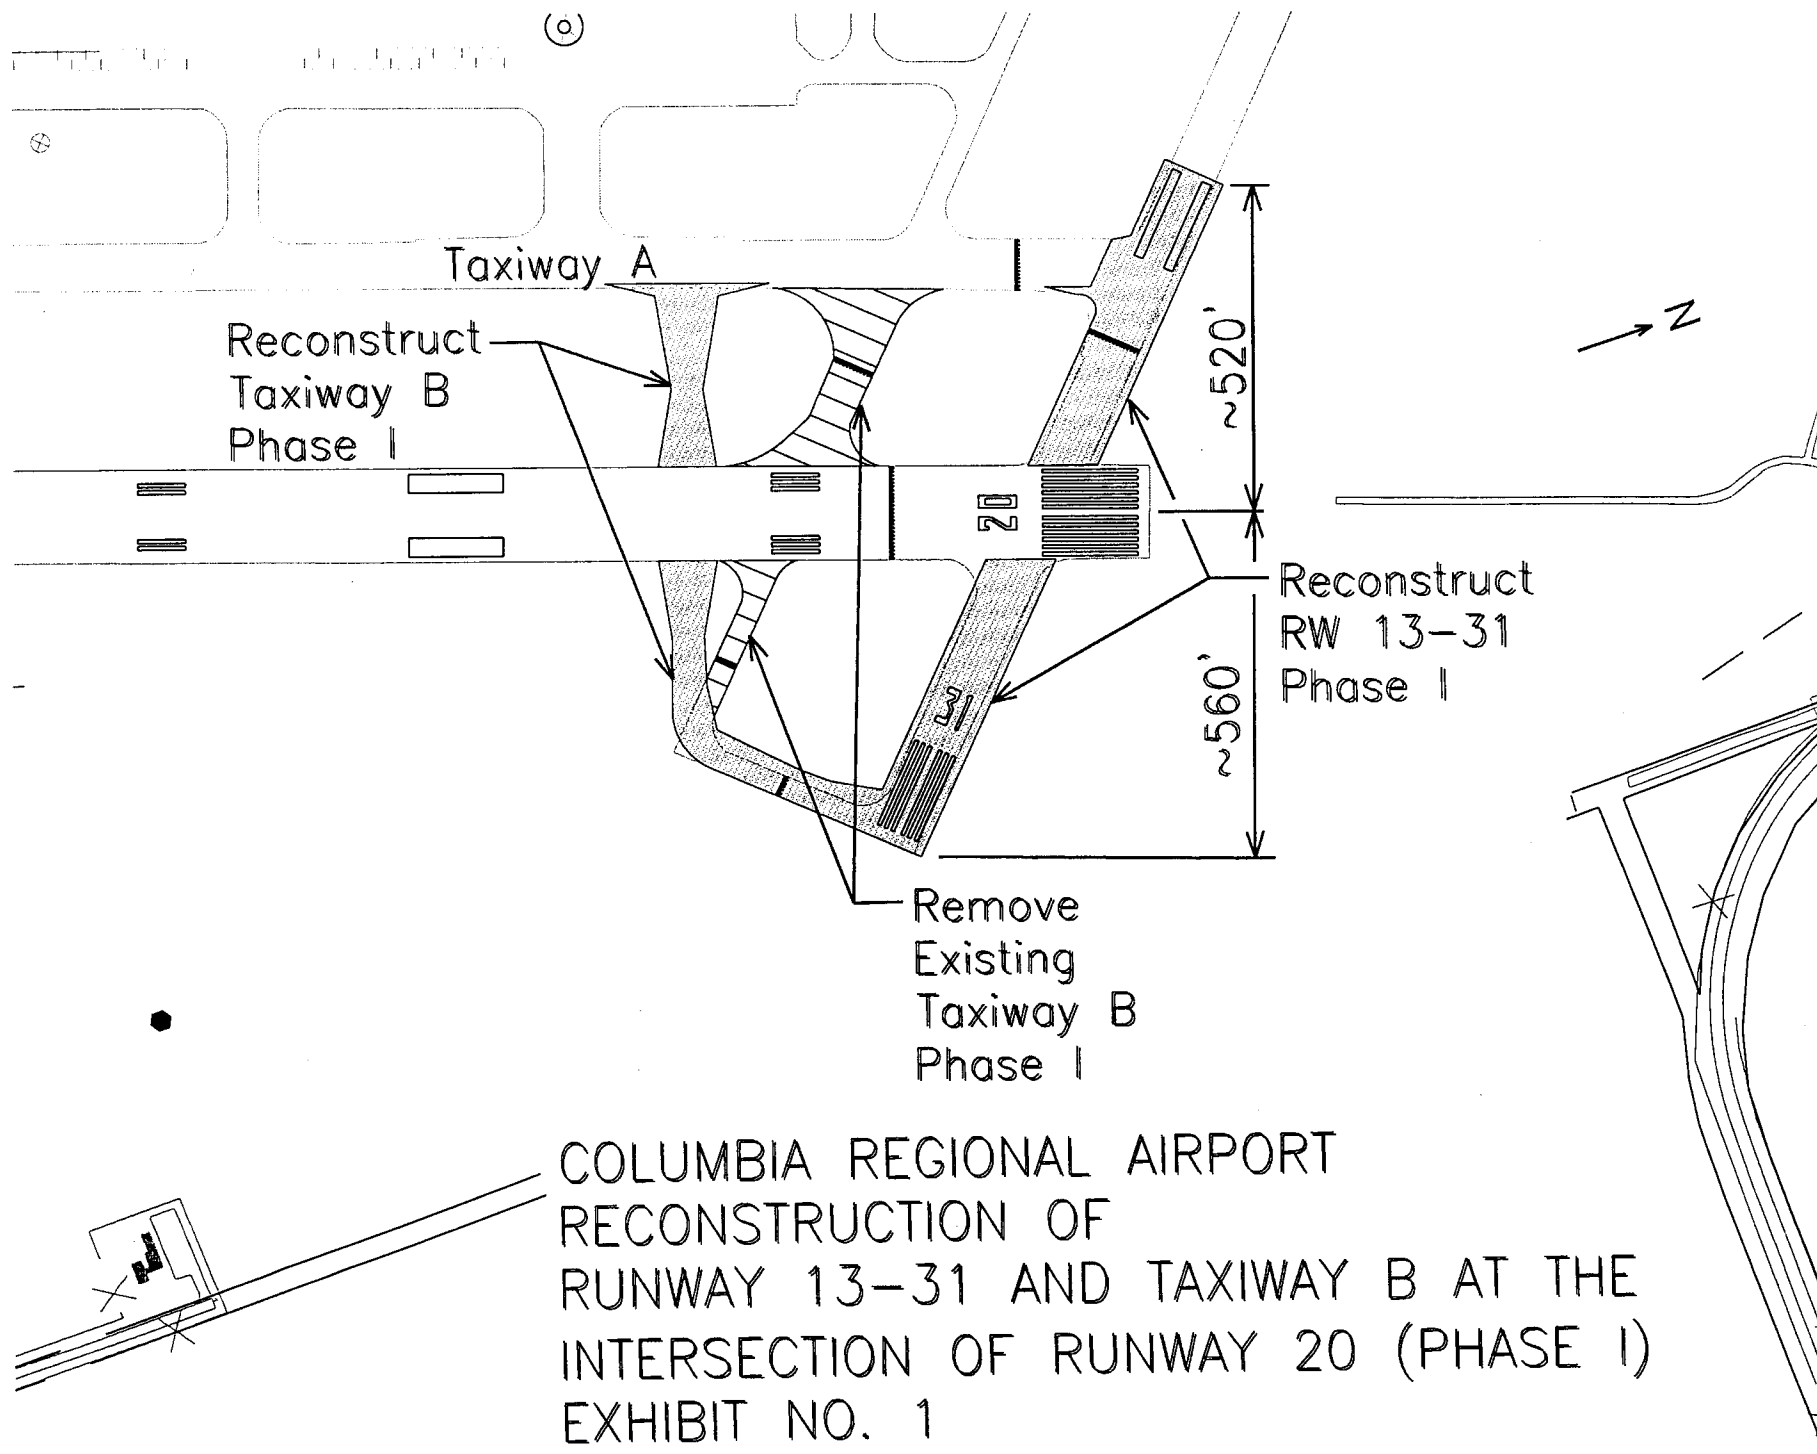 Taxiway A
N
Reconstruct
Taxiway B
Phase I
~520'
20
Reconstruct
RW 13-31
Phase I
31
~560'
Remove
Existing
Taxiway B
Phase I
COLUMBIA REGIONAL AIRPORT
RECONSTRUCTION OF
RUNWAY 13-31 AND TAXIWAY B AT THE
INTERSECTION OF RUNWAY 20 (PHASE I)
EXHIBIT NO. 1